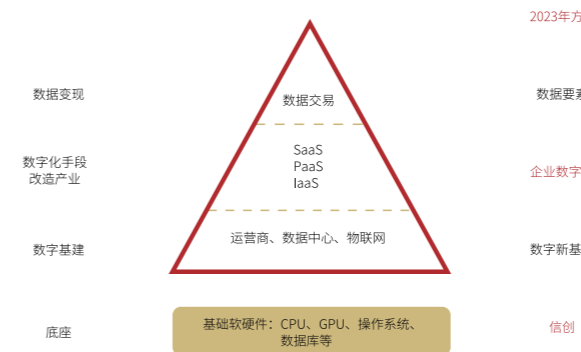 2023年方
数据变现
数据交易
数据要素
数字化手段
改造产业
SaaS
PaaS
IaaS
企业数字
数字基建
运营商、数据中心、物联网
数字新基
底座
基础软硬件：CPU、GPU、操作系统、
数据库等
信创